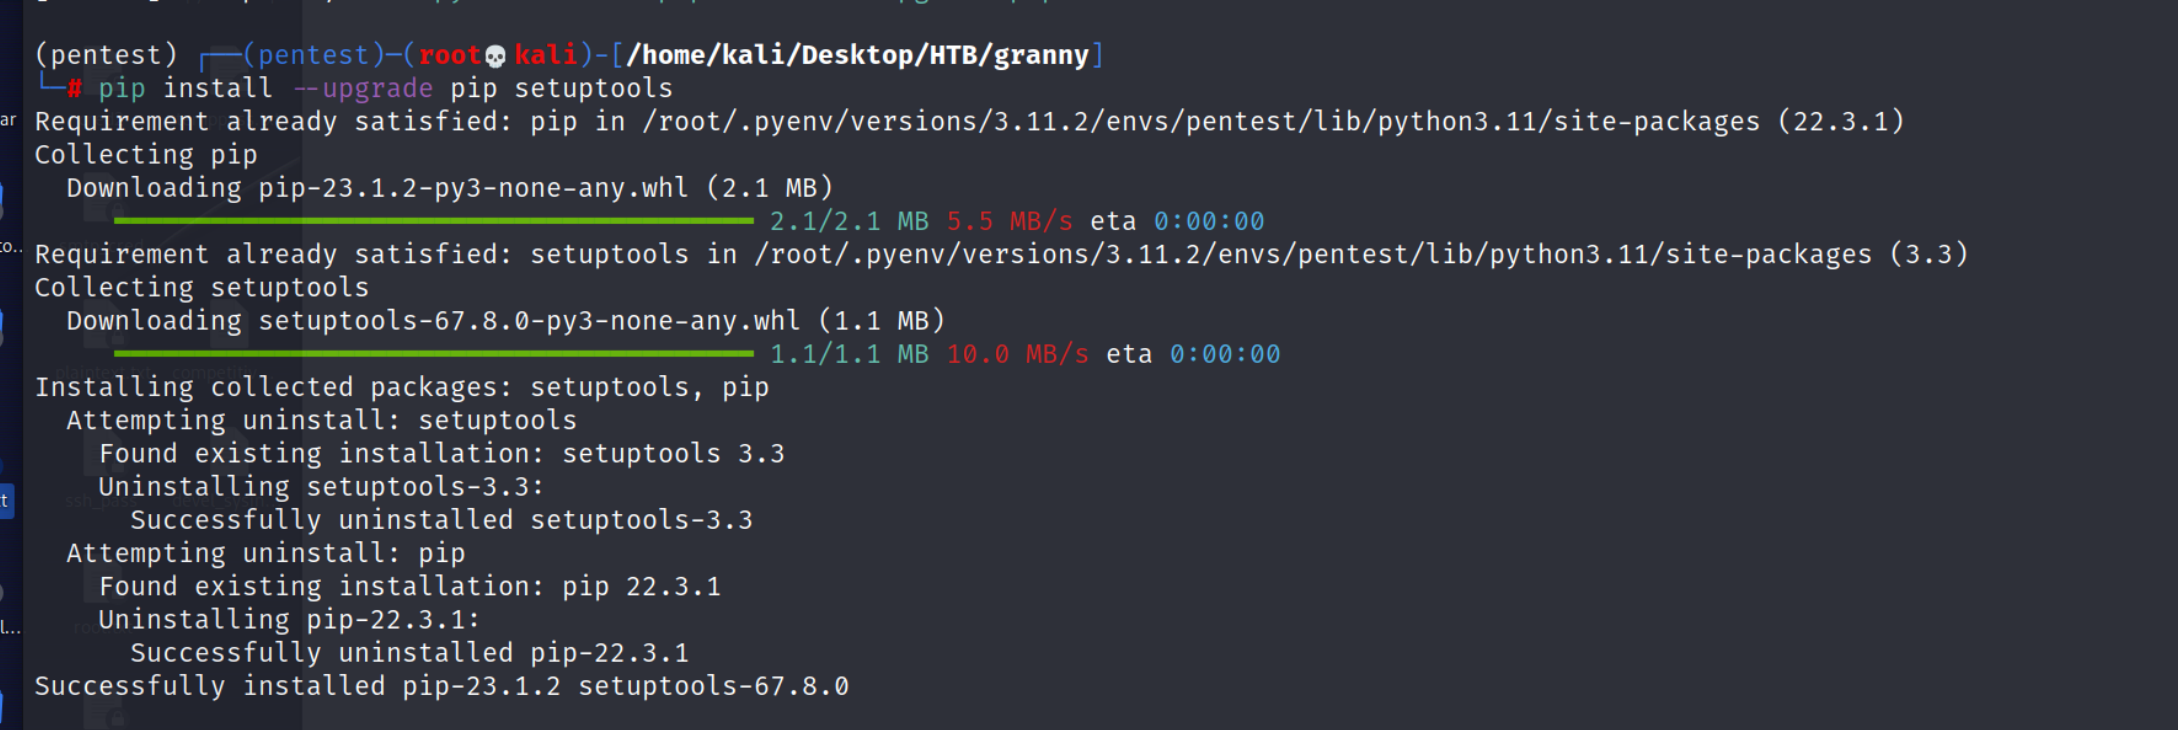 (pentest) ┌──(pentest)─(root💀kali)-[/home/kali/Desktop/HTB/granny]
└─# pip install --upgrade pip setuptools
Requirement already satisfied: pip in /root/.pyenv/versions/3.11.2/envs/pentest/lib/python3.11/site-packages (22.3.1)
Collecting pip
  Downloading pip-23.1.2-py3-none-any.whl (2.1 MB)
2.1/2.1 MB 5.5 MB/s eta 0:00:00
Requirement already satisfied: setuptools in /root/.pyenv/versions/3.11.2/envs/pentest/lib/python3.11/site-packages (3.3)
Collecting setuptools
  Downloading setuptools-67.8.0-py3-none-any.whl (1.1 MB)
1.1/1.1 MB 10.0 MB/s eta 0:00:00
Installing collected packages: setuptools, pip
  Attempting uninstall: setuptools
    Found existing installation: setuptools 3.3
    Uninstalling setuptools-3.3:
      Successfully uninstalled setuptools-3.3
  Attempting uninstall: pip
    Found existing installation: pip 22.3.1
    Uninstalling pip-22.3.1:
      Successfully uninstalled pip-22.3.1
Successfully installed pip-23.1.2 setuptools-67.8.0